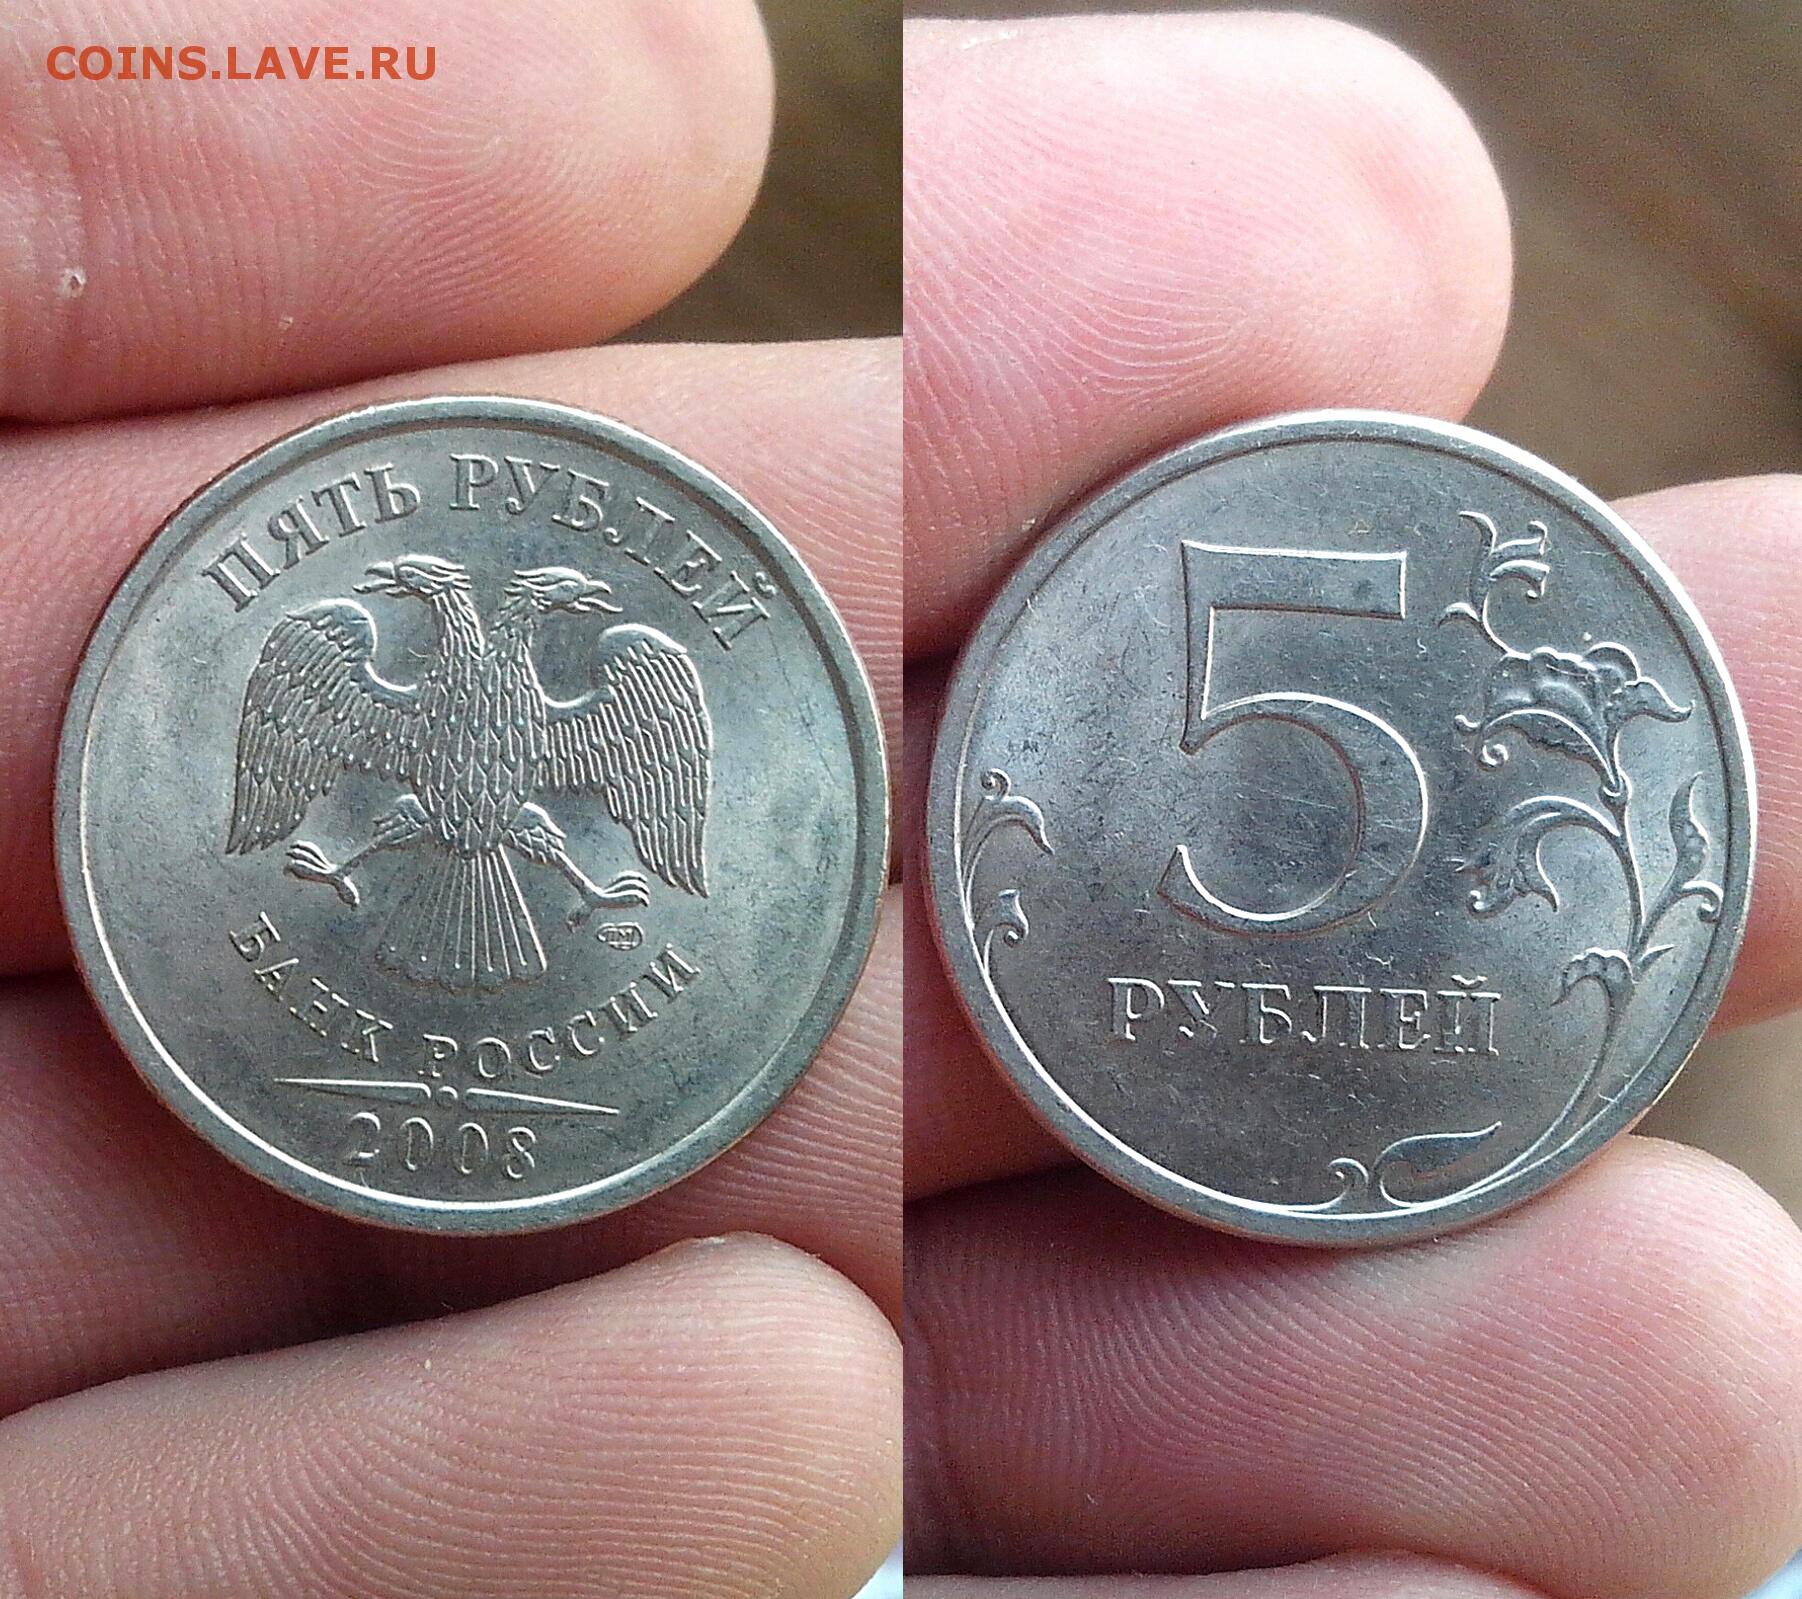 COINS.LAVE.RU
ПЯТЬ РУБЛЕЙ
БАНК РОССИИ
2008
5
РУБЛЕЙ